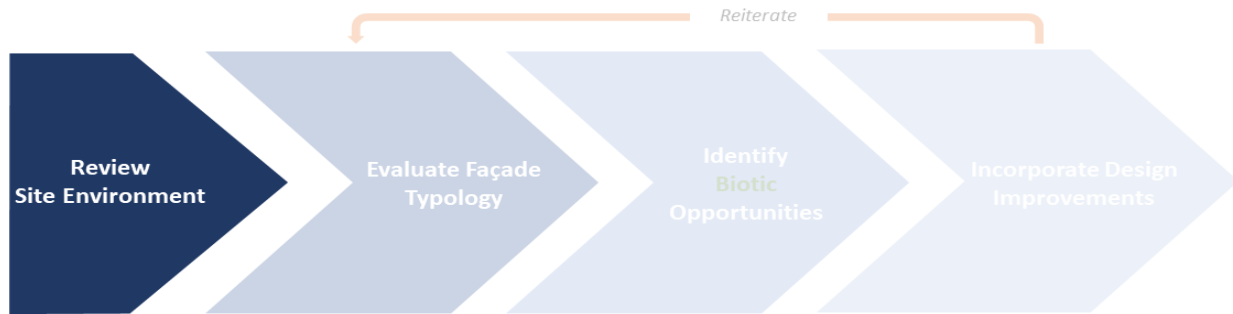 Reiterate
Review
Site Environment
Evaluate Façade
Typology
Identify
Biotic
Opportunities
Incorporate Design
Improvements